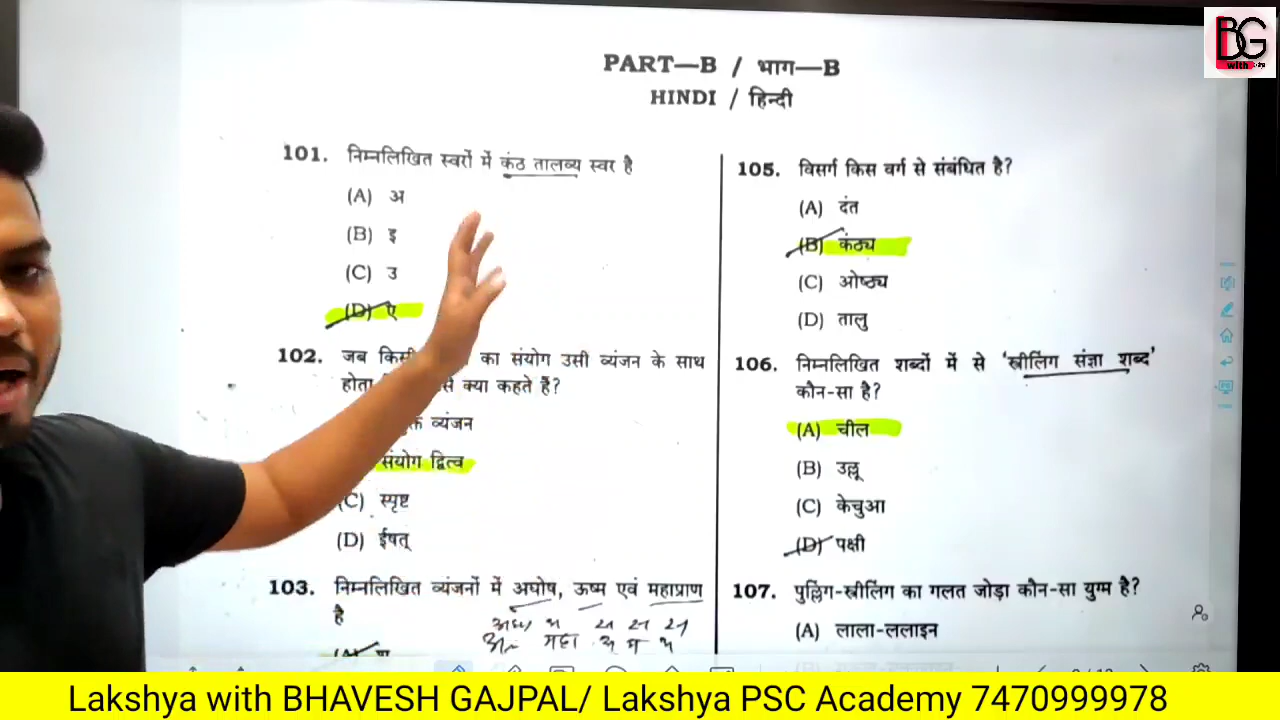 BG
with
PART—B / भाग—B
HINDI / हिन्दी
101. निम्नलिखित स्वरों में कंठ तालव्य स्वर है
(A) अ
(B) इ
(C) उ
(D) ए
102. जब किसी का संयोग उसी व्यंजन के साथ
होता क्या कहते हैं?
व्यंजन
संयोग द्वित्व
(C) स्पृष्ट
(D) ईषत्
103. निम्नलिखित व्यंजनों में अघोष, ऊष्म एवं महाप्राण
है
105. विसर्ग किस वर्ग से संबंधित है?
(A) दंत
(B) कंठ्य
(C) ओष्ठ्य
(D) तालु
106. निम्नलिखित शब्दों में से ‘स्त्रीलिंग संज्ञा शब्द’
कौन-सा है?
(A) चील
(B) उल्लू
(C) केचुआ
(D) पक्षी
107. पुल्लिंग-स्त्रीलिंग का गलत जोड़ा कौन-सा युग्म है?
(A) लाला-ललाइन
Lakshya with BHAVESH GAJPAL/ Lakshya PSC Academy 7470999978